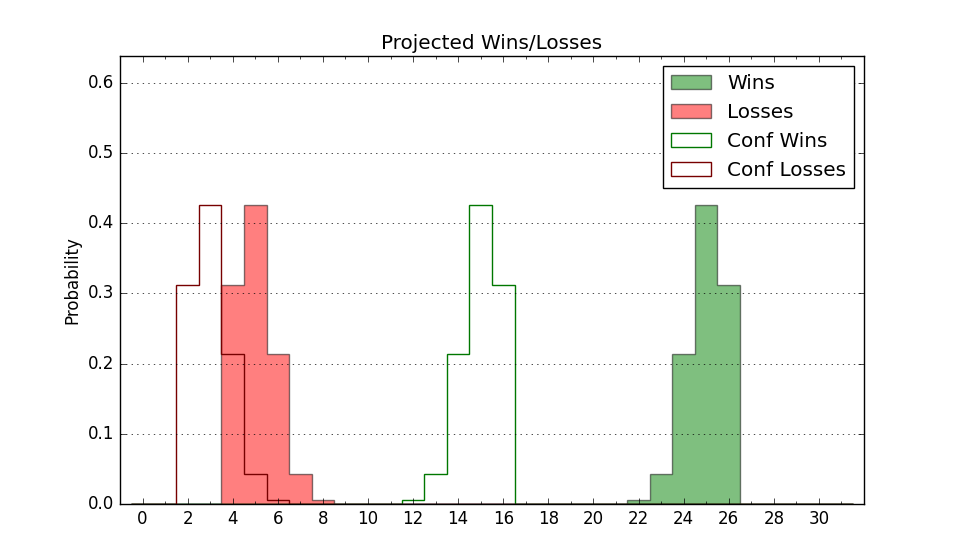 Projected Wins/Losses
Wins
Losses
Conf Wins
Conf Losses
Probability
0.6
0.5
0.4
0.3
0.2
0.1
0.0
0 2 4 6 8 10 12 14 16 18 20 22 24 26 28 30